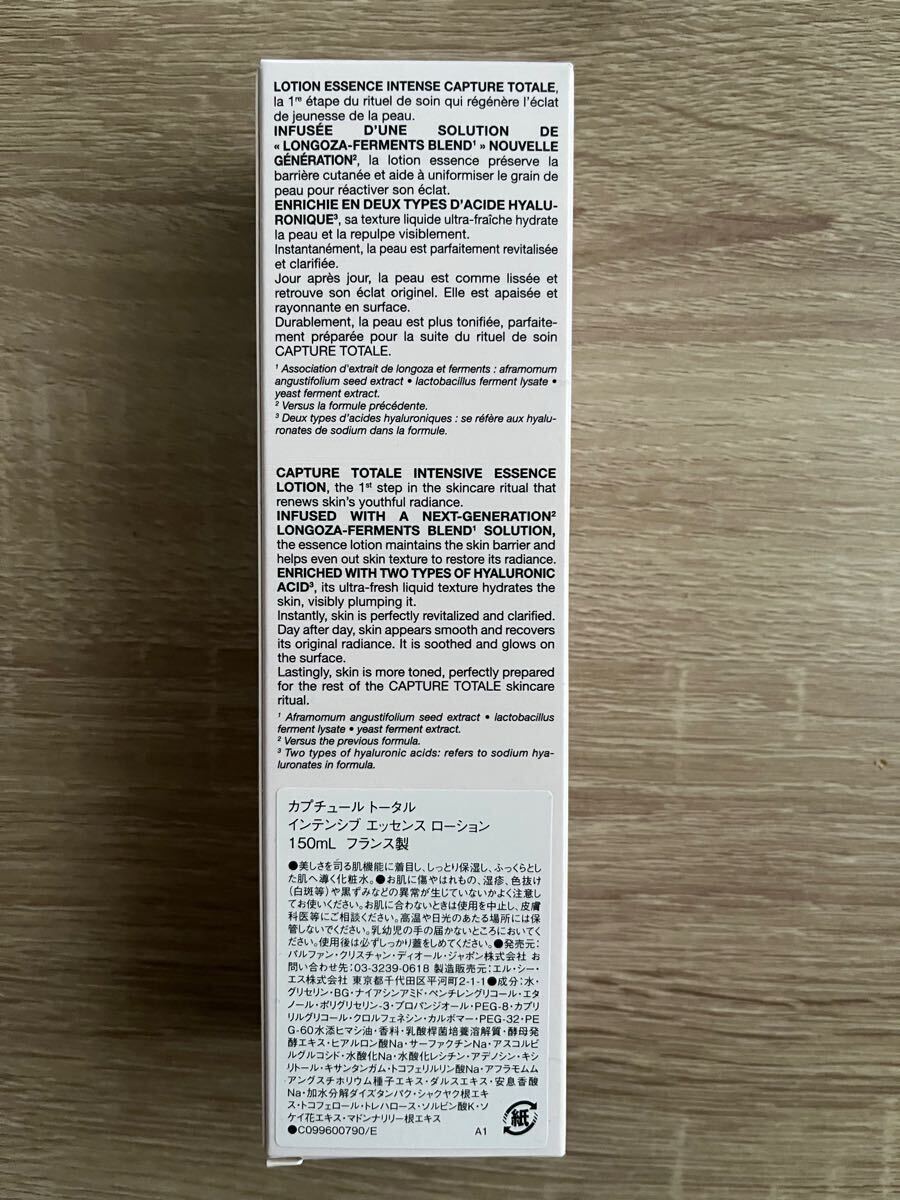 LOTION ESSENCE INTENSE CAPTURE TOTALE,
la 1re étape du rituel de soin qui régénère l'éclat
de jeunesse de la peau.
INFUSÉE D'UNE SOLUTION DE
« LONGOZA-FERMENTS BLEND¹ » NOUVELLE
GÉNÉRATION², la lotion essence préserve la
barrière cutanée et aide à uniformiser le grain de
peau pour réactiver son éclat.
ENRICHIE EN DEUX TYPES D'ACIDE HYALU-
RONIQUE³, sa texture liquide ultra-fraîche hydrate
la peau et la repulpe visiblement.
Instantanément, la peau est parfaitement revitalisée
et clarifiée.
Jour après jour, la peau est comme lissée et
retrouve son éclat originel. Elle est apaisée et
rayonnante en surface.
Durablement, la peau est plus tonifiée, parfaite-
ment préparée pour la suite du rituel de soin
CAPTURE TOTALE.
¹ Association d'extrait de longoza et ferments : aframomum
angustifolium seed extract • lactobacillus ferment lysate •
yeast ferment extract.
² Versus la formule précédente.
³ Deux types d'acides hyaluroniques : se réfère aux hyalu-
ronates de sodium dans la formule.
CAPTURE TOTALE INTENSIVE ESSENCE
LOTION, the 1st step in the skincare ritual that
renews skin's youthful radiance.
INFUSED WITH A NEXT-GENERATION²
LONGOZA-FERMENTS BLEND¹ SOLUTION,
the essence lotion maintains the skin barrier and
helps even out skin texture to restore its radiance.
ENRICHED WITH TWO TYPES OF HYALURONIC
ACID³, its ultra-fresh liquid texture hydrates the
skin, visibly plumping it.
Instantly, skin is perfectly revitalized and clarified.
Day after day, skin appears smooth and recovers
its original radiance. It is soothed and glows on
the surface.
Lastingly, skin is more toned, perfectly prepared
for the rest of the CAPTURE TOTALE skincare
ritual.
¹ Aframomum angustifolium seed extract • lactobacillus
ferment lysate • yeast ferment extract.
² Versus the previous formula.
³ Two types of hyaluronic acids: refers to sodium hya-
luronates in formula.
カプチュール トータル
インテンシブ エッセンス ローション
150mL フランス製
●美しさを司る肌機能に着目し、しっとり保湿し、ふっくらとし
た肌へ導く化粧水。●お肌に傷やはれもの、湿疹、色抜け
(白斑等)や黒ずみなどの異常が生じていないかよく注意し
てお使いください。お肌に合わないときは使用を中止し、皮膚
科医等にご相談ください。高温や日光のあたる場所には保
管しないでください。乳幼児の手の届かないところにおいてく
ださい。使用後は必ずしっかり蓋をしめてください。●発売元:
パルファン・クリスチャン・ディオール・ジャポン株式会社 お
問い合わせ先:03-3239-0618 製造販売元:エル・シー・
エス株式会社 東京都千代田区平河町2-1-1●成分:水・
グリセリン・BG・ナイアシンアミド・ペンチレングリコール・エタ
ノール・ポリグリセリン-3・プロパンジオール・PEG-8・カプリ
リルグリコール・クロルフェネシン・カルボマー・PEG-32・PE
G-60水添ヒマシ油・香料・乳酸桿菌培養溶解質・酵母発
酵エキス・ヒアルロン酸Na・サーファクチンNa・アスコルビ
ルグルコシド・水酸化Na・水酸化レシチン・アデノシン・キシ
リトール・キサンタンガム・トコフェリルリン酸Na・アフラモムム
アングスチホリウム種子エキス・ダルスエキス・安息香酸
Na・加水分解ダイズタンパク・シャクヤク根エキ
ス・トコフェロール・トレハロース・ソルビン酸K・ソ
ケイ花エキス・マドンナリリー根エキス
●C099600790/E A1
紙